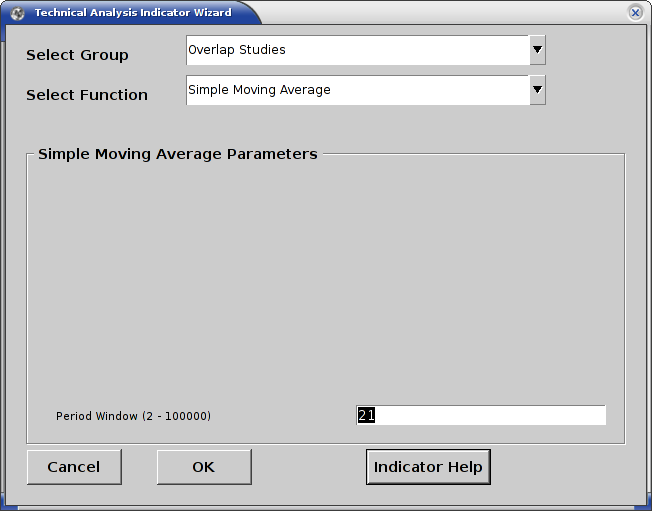 Technical Analysis Indicator Wizard
Select Group
Overlap Studies
Select Function
Simple Moving Average
Simple Moving Average Parameters
Period Window (2 - 100000)
21
Cancel
OK
Indicator Help